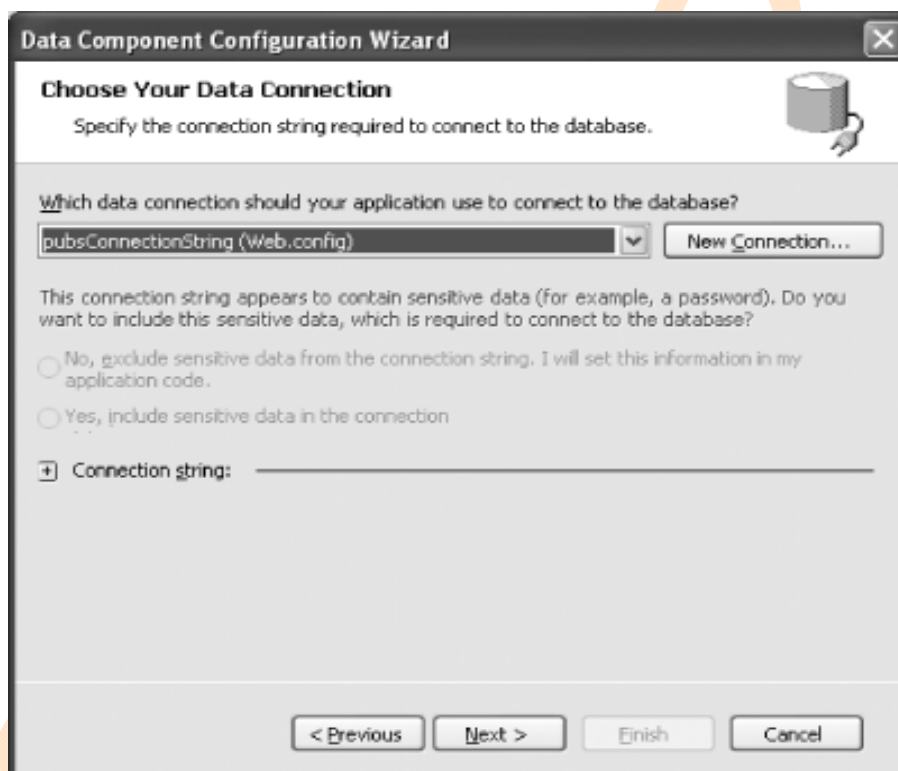 Data Component Configuration Wizard
Choose Your Data Connection
Specify the connection string required to connect to the database.
Which data connection should your application use to connect to the database?
pubsConnectionString (Web.config)
New Connection...
This connection string appears to contain sensitive data (for example, a password). Do you
want to include this sensitive data, which is required to connect to the database?
No, exclude sensitive data from the connection string. I will set this information in my
application code.
Yes, include sensitive data in the connection
Connection string:
< Previous
Next >
Finish
Cancel